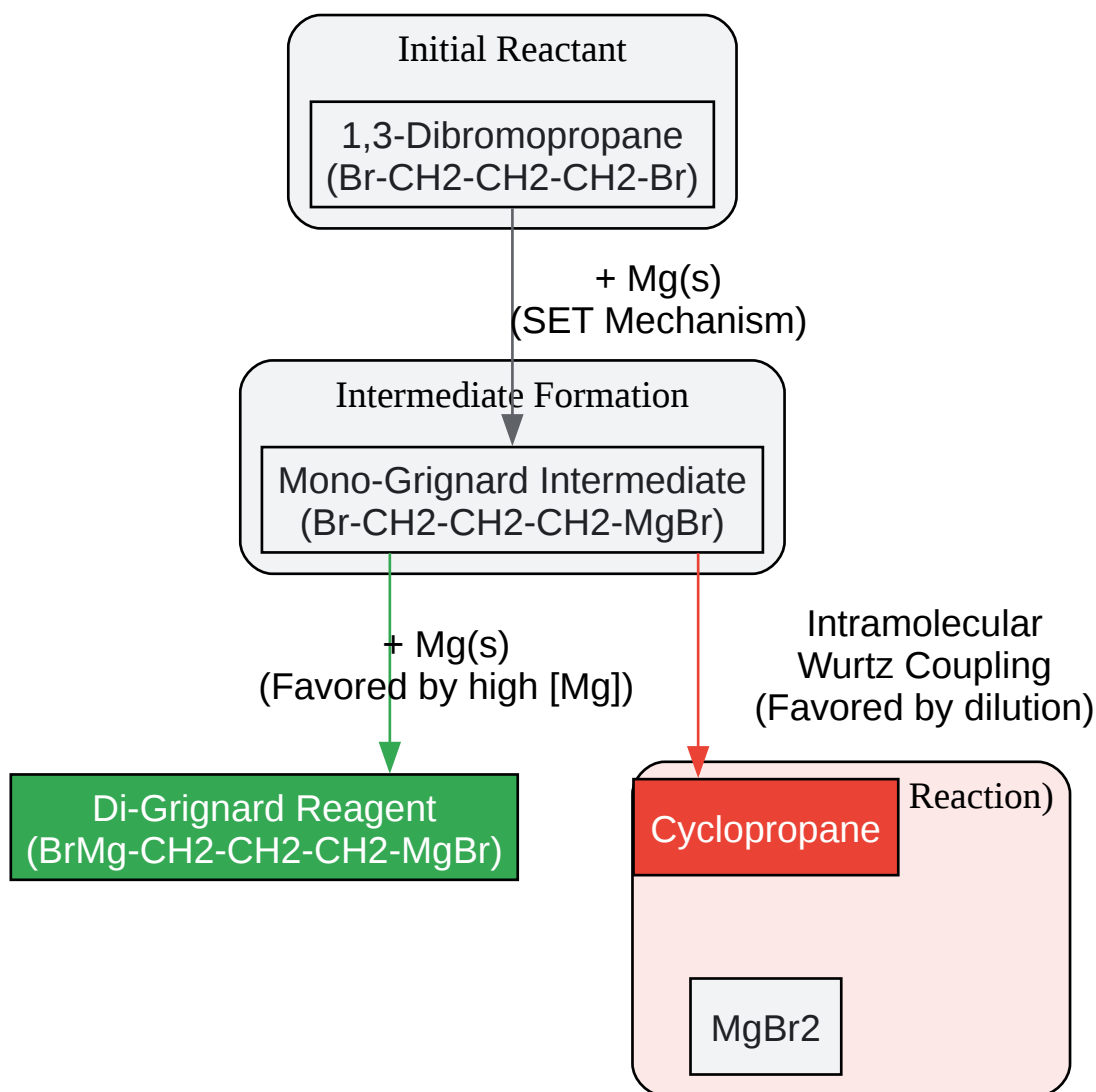 Initial Reactant
1,3-Dibromopropane
(Br-CH2-CH2-CH2-Br)
+ Mg(s)
(SET Mechanism)
Intermediate Formation
Mono-Grignard Intermediate
(Br-CH2-CH2-CH2-MgBr)
+ Mg(s)
(Favored by high [Mg])
Intramolecular
Wurtz Coupling
(Favored by dilution)
Di-Grignard Reagent
(BrMg-CH2-CH2-CH2-MgBr)
Reaction)
Cyclopropane
MgBr2